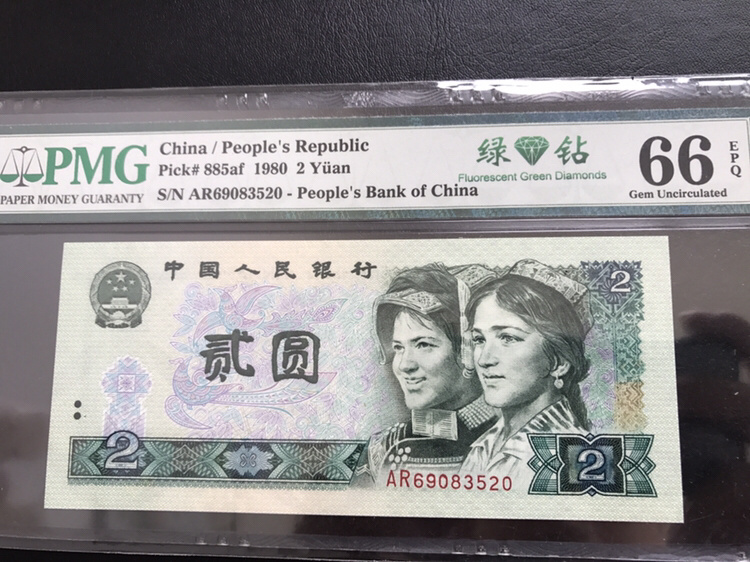 PMG
PAPER MONEY GUARANTY
China / People's Republic
Pick# 885af 1980 2 Yüan
S/N AR69083520 - People's Bank of China
绿 钻
Fluorescent Green Diamonds
66 EPQ
Gem Uncirculated
中国人民银行
2
贰圆
2
AR69083520
2